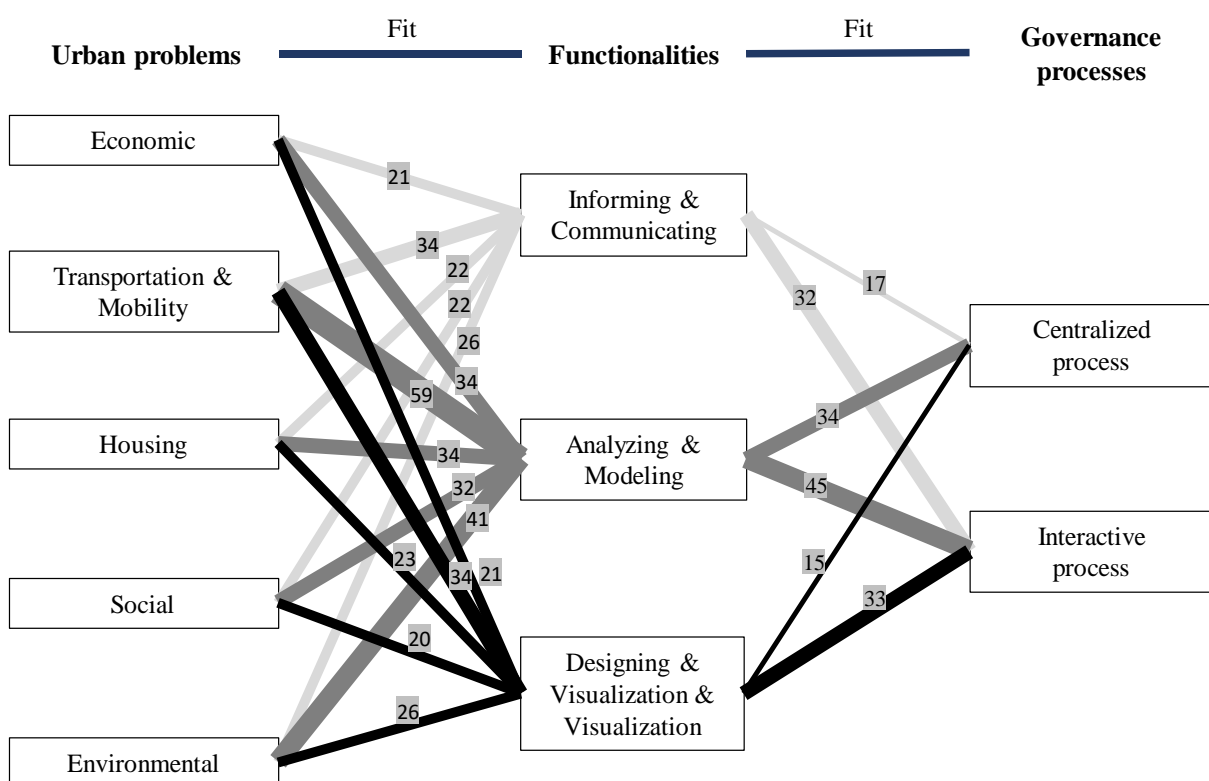 Urban problems
Fit
Functionalities
Fit
Governance
processes
Economic
Transportation &
Mobility
Housing
Social
Environmental
21
34
22
22
26
34
59
34
32
41
23
34
21
20
26
Informing &
Communicating
Analyzing &
Modeling
Designing &
Visualization &
Visualization
17
32
34
45
15
33
Centralized
process
Interactive
process